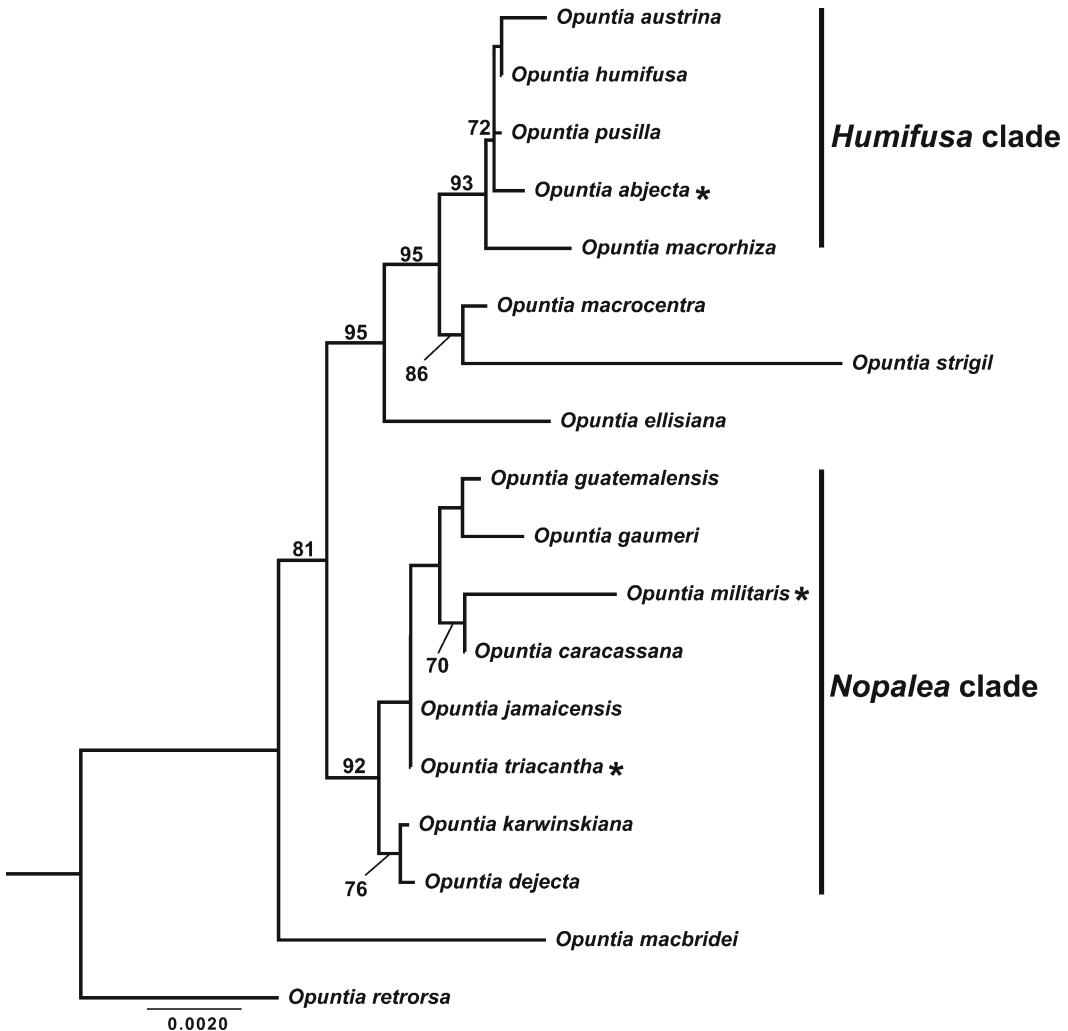 Opuntia austrina
Opuntia humifusa
72
Opuntia pusilla
Humifusa clade
93
Opuntia abjecta *
95
Opuntia macrorhiza
Opuntia macrocentra
95
86
Opuntia strigil
Opuntia ellisiana
Opuntia guatemalensis
Opuntia gaumeri
81
Opuntia militaris *
70
Opuntia caracassana
Nopalea clade
Opuntia jamaicensis
92
Opuntia triacantha *
Opuntia karwinskiana
76
Opuntia dejecta
Opuntia macbridei
Opuntia retrorsa
0.0020